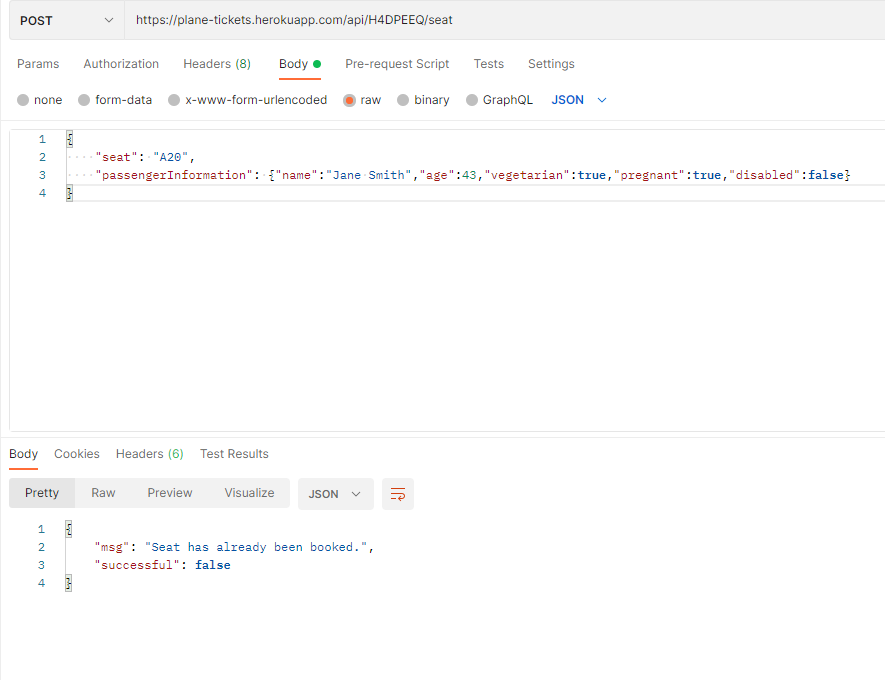 POST https://plane-tickets.herokuapp.com/api/H4DPEEQ/seat
Params Authorization Headers (8) Body Pre-request Script Tests Settings
none form-data x-www-form-urlencoded raw binary GraphQL JSON
1 {
2 "seat": "A20",
3 "passengerInformation": {"name":"Jane Smith","age":43,"vegetarian":true,"pregnant":true,"disabled":false}
4 }
Body Cookies Headers (6) Test Results
Pretty Raw Preview Visualize JSON
1 {
2 "msg": "Seat has already been booked.",
3 "successful": false
4 }